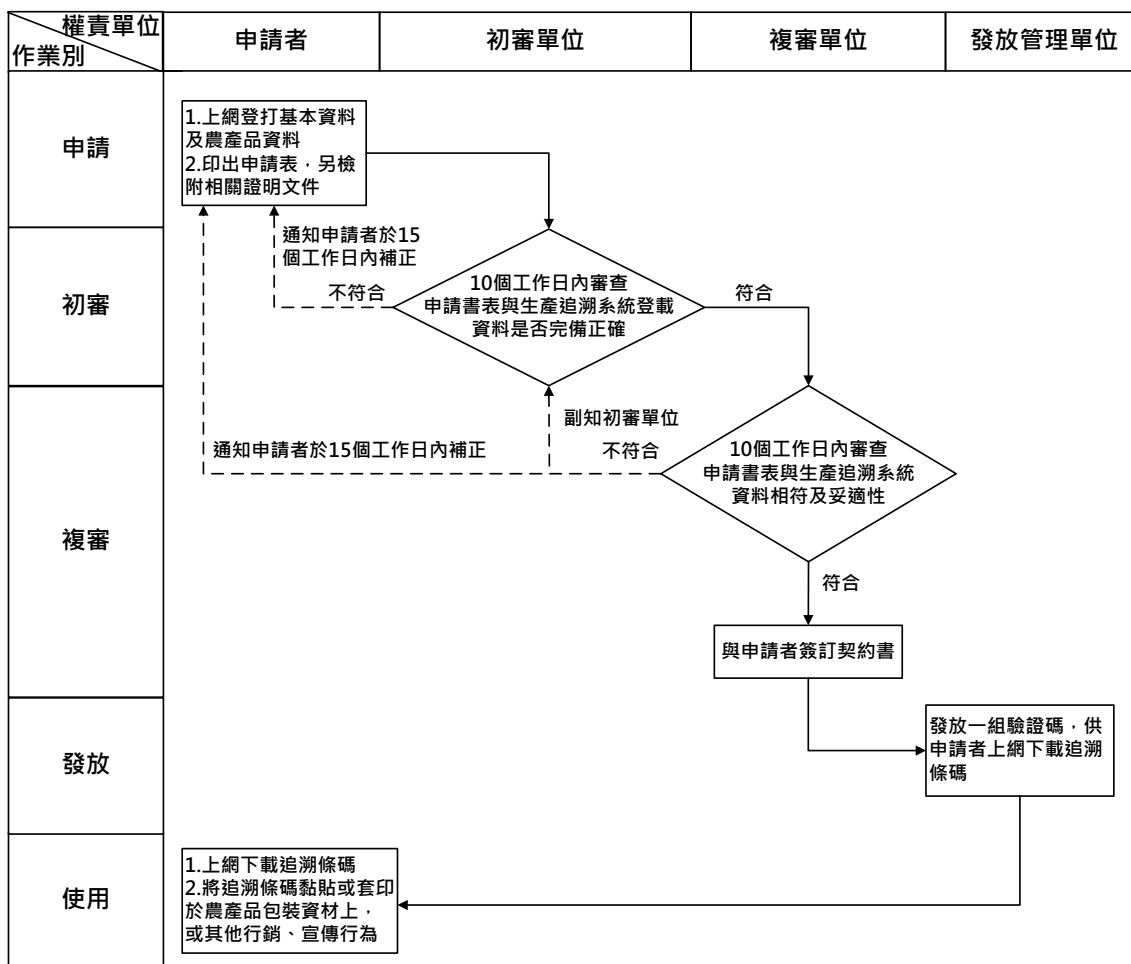 權責單位
作業別
申請者
初審單位
複審單位
發放管理單位
申請
1.上網登打基本資料
及農產品資料
2.印出申請表，另檢
附相關證明文件
初審
通知申請者於15
個工作日內補正
不符合
10個工作日內審查
申請書表與生產追溯系統登載
資料是否完備正確
符合
複審
通知申請者於15個工作日內補正
副知初審單位
不符合
10個工作日內審查
申請書表與生產追溯系統
資料相符及妥適性
符合
與申請者簽訂契約書
發放
發放一組驗證碼，供
申請者上網下載追溯
條碼
使用
1.上網下載追溯條碼
2.將追溯條碼黏貼或套印
於農產品包裝資材上，
或其他行銷、宣傳行為